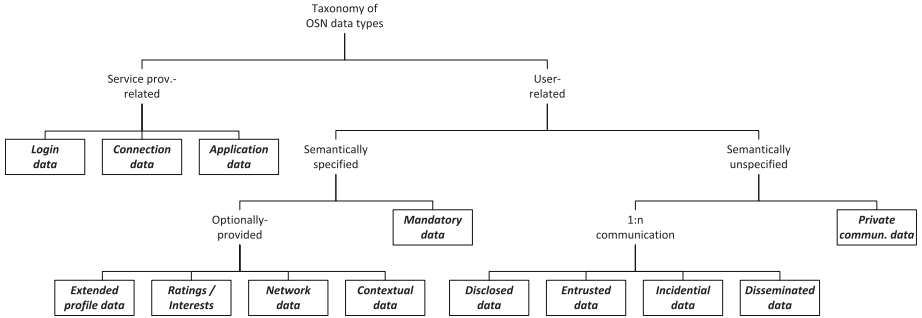 Taxonomy of
OSN data types
Service prov.-
related
User-
related
Login
data
Connection
data
Application
data
Semantically
specified
Semantically
unspecified
Optionally-
provided
Mandatory
data
1:n
communication
Private
commun. data
Extended
profile data
Ratings /
Interests
Network
data
Contextual
data
Disclosed
data
Entrusted
data
Incidential
data
Disseminated
data